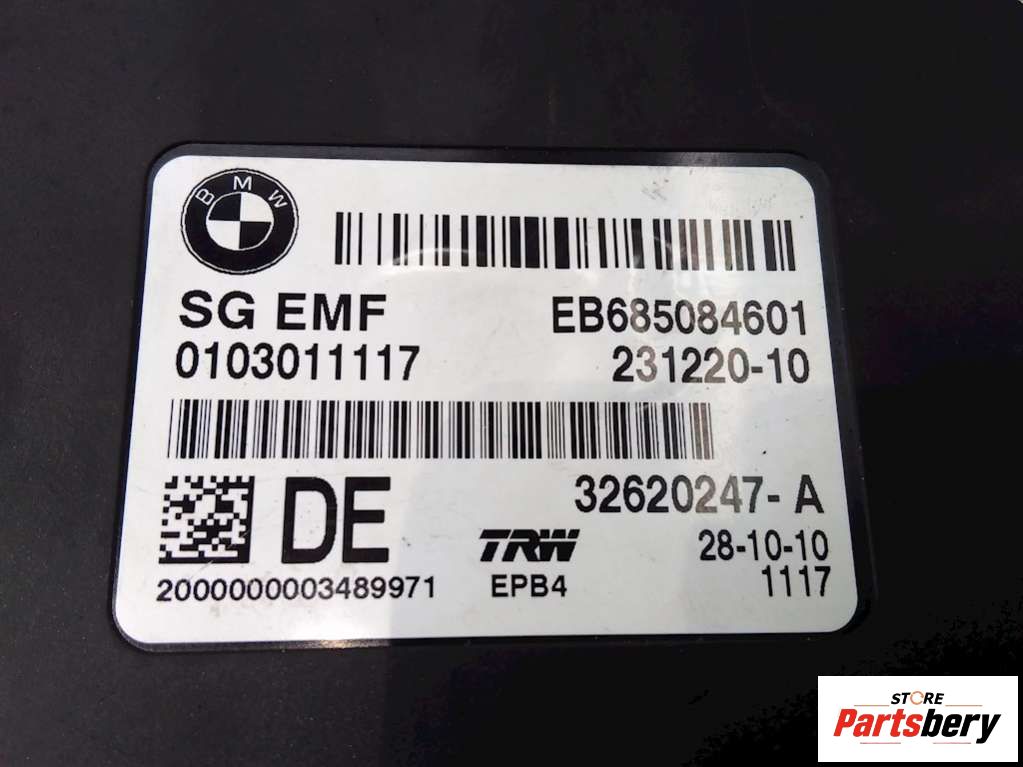 BMW
SG EMF EB685084601
0103011117 231220-10
DE 32620247-A
TRW 28-10-10
2000000003489971 EPB4 1117
STORE
Partsbery